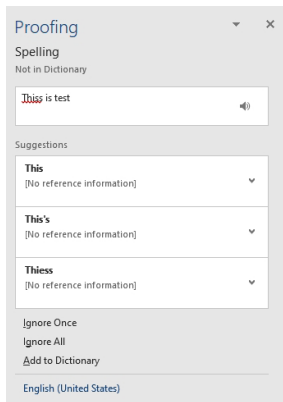 Proofing
Spelling
Not in Dictionary
Thiss is test
Suggestions
This
[No reference information]
This's
[No reference information]
Thiess
[No reference information]
Ignore Once
Ignore All
Add to Dictionary
English (United States)